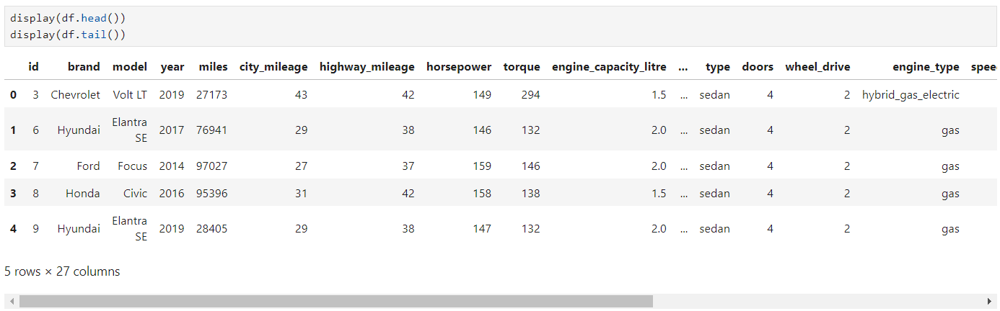 display(df.head())
display(df.tail())
id brand model year miles city_mileage highway_mileage horsepower torque engine_capacity_litre ... type doors wheel_drive engine_type
0 3 Chevrolet Volt LT 2019 27173 43 42 149 294 1.5 ... sedan 4 2 hybrid_gas_electric
1 6 Hyundai Elantra SE 2017 76941 29 38 146 132 2.0 ... sedan 4 2 gas
2 7 Ford Focus 2014 97027 27 37 159 146 2.0 ... sedan 4 2 gas
3 8 Honda Civic 2016 95396 31 42 158 138 1.5 ... sedan 4 2 gas
4 9 Hyundai Elantra SE 2019 28405 29 38 147 132 2.0 ... sedan 4 2 gas
5 rows × 27 columns